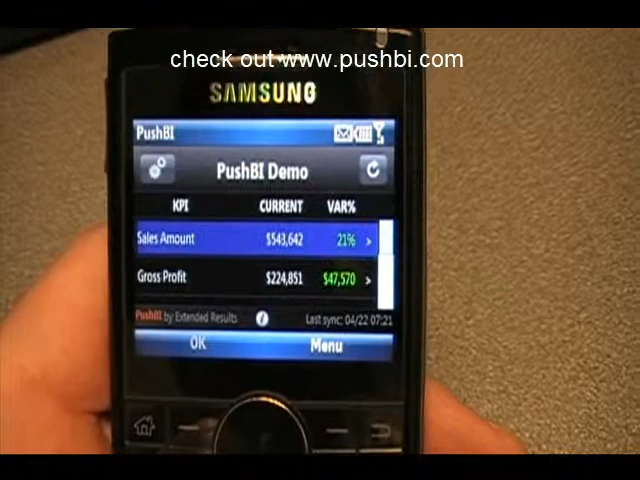 check out www.pushbi.com
SAMSUNG
PushBI
PushBI Demo
KPI CURRENT VAR%
Sales Amount $543,642 21% >
Gross Profit $224,851 $47,570 >
PushBI by Extended Results i Last sync: 04/22 07:21
OK Menu